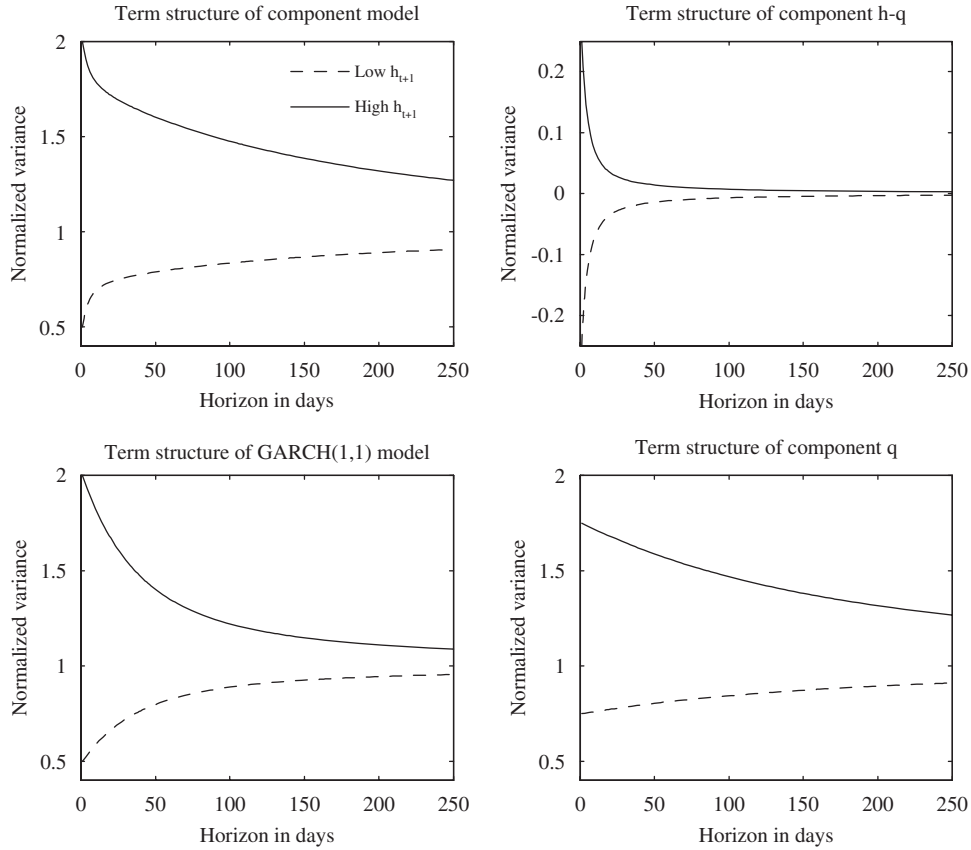 Term structure of component model
Normalized variance
2
1.5
1
0.5
Low h_{t+1}
High h_{t+1}
0 50 100 150 200 250
Horizon in days
Term structure of component h-q
Normalized variance
0.2
0.1
0
-0.1
-0.2
0 50 100 150 200 250
Horizon in days
Term structure of GARCH(1,1) model
Normalized variance
2
1.5
1
0.5
0 50 100 150 200 250
Horizon in days
Term structure of component q
Normalized variance
2
1.5
1
0.5
0 50 100 150 200 250
Horizon in days